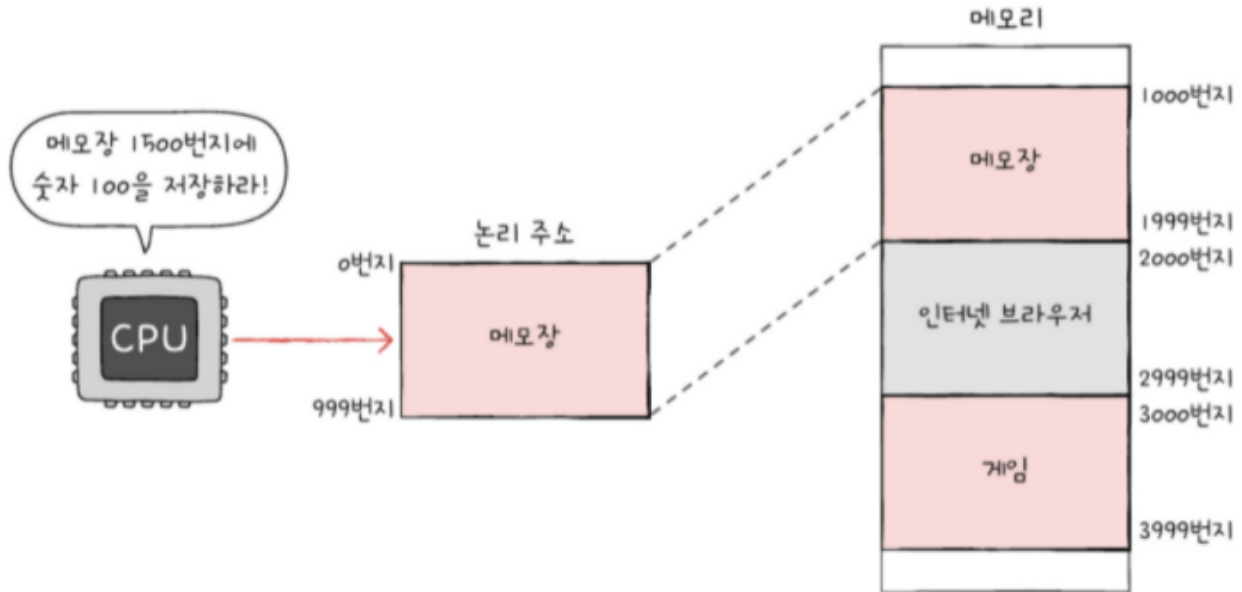 메모리
1000번지
메모장 1500번지에
숫자 100을 저장하라!
메모장
1999번지
논리 주소
0번지
2000번지
CPU
메모장
인터넷 브라우저
999번지
2999번지
3000번지
게임
3999번지